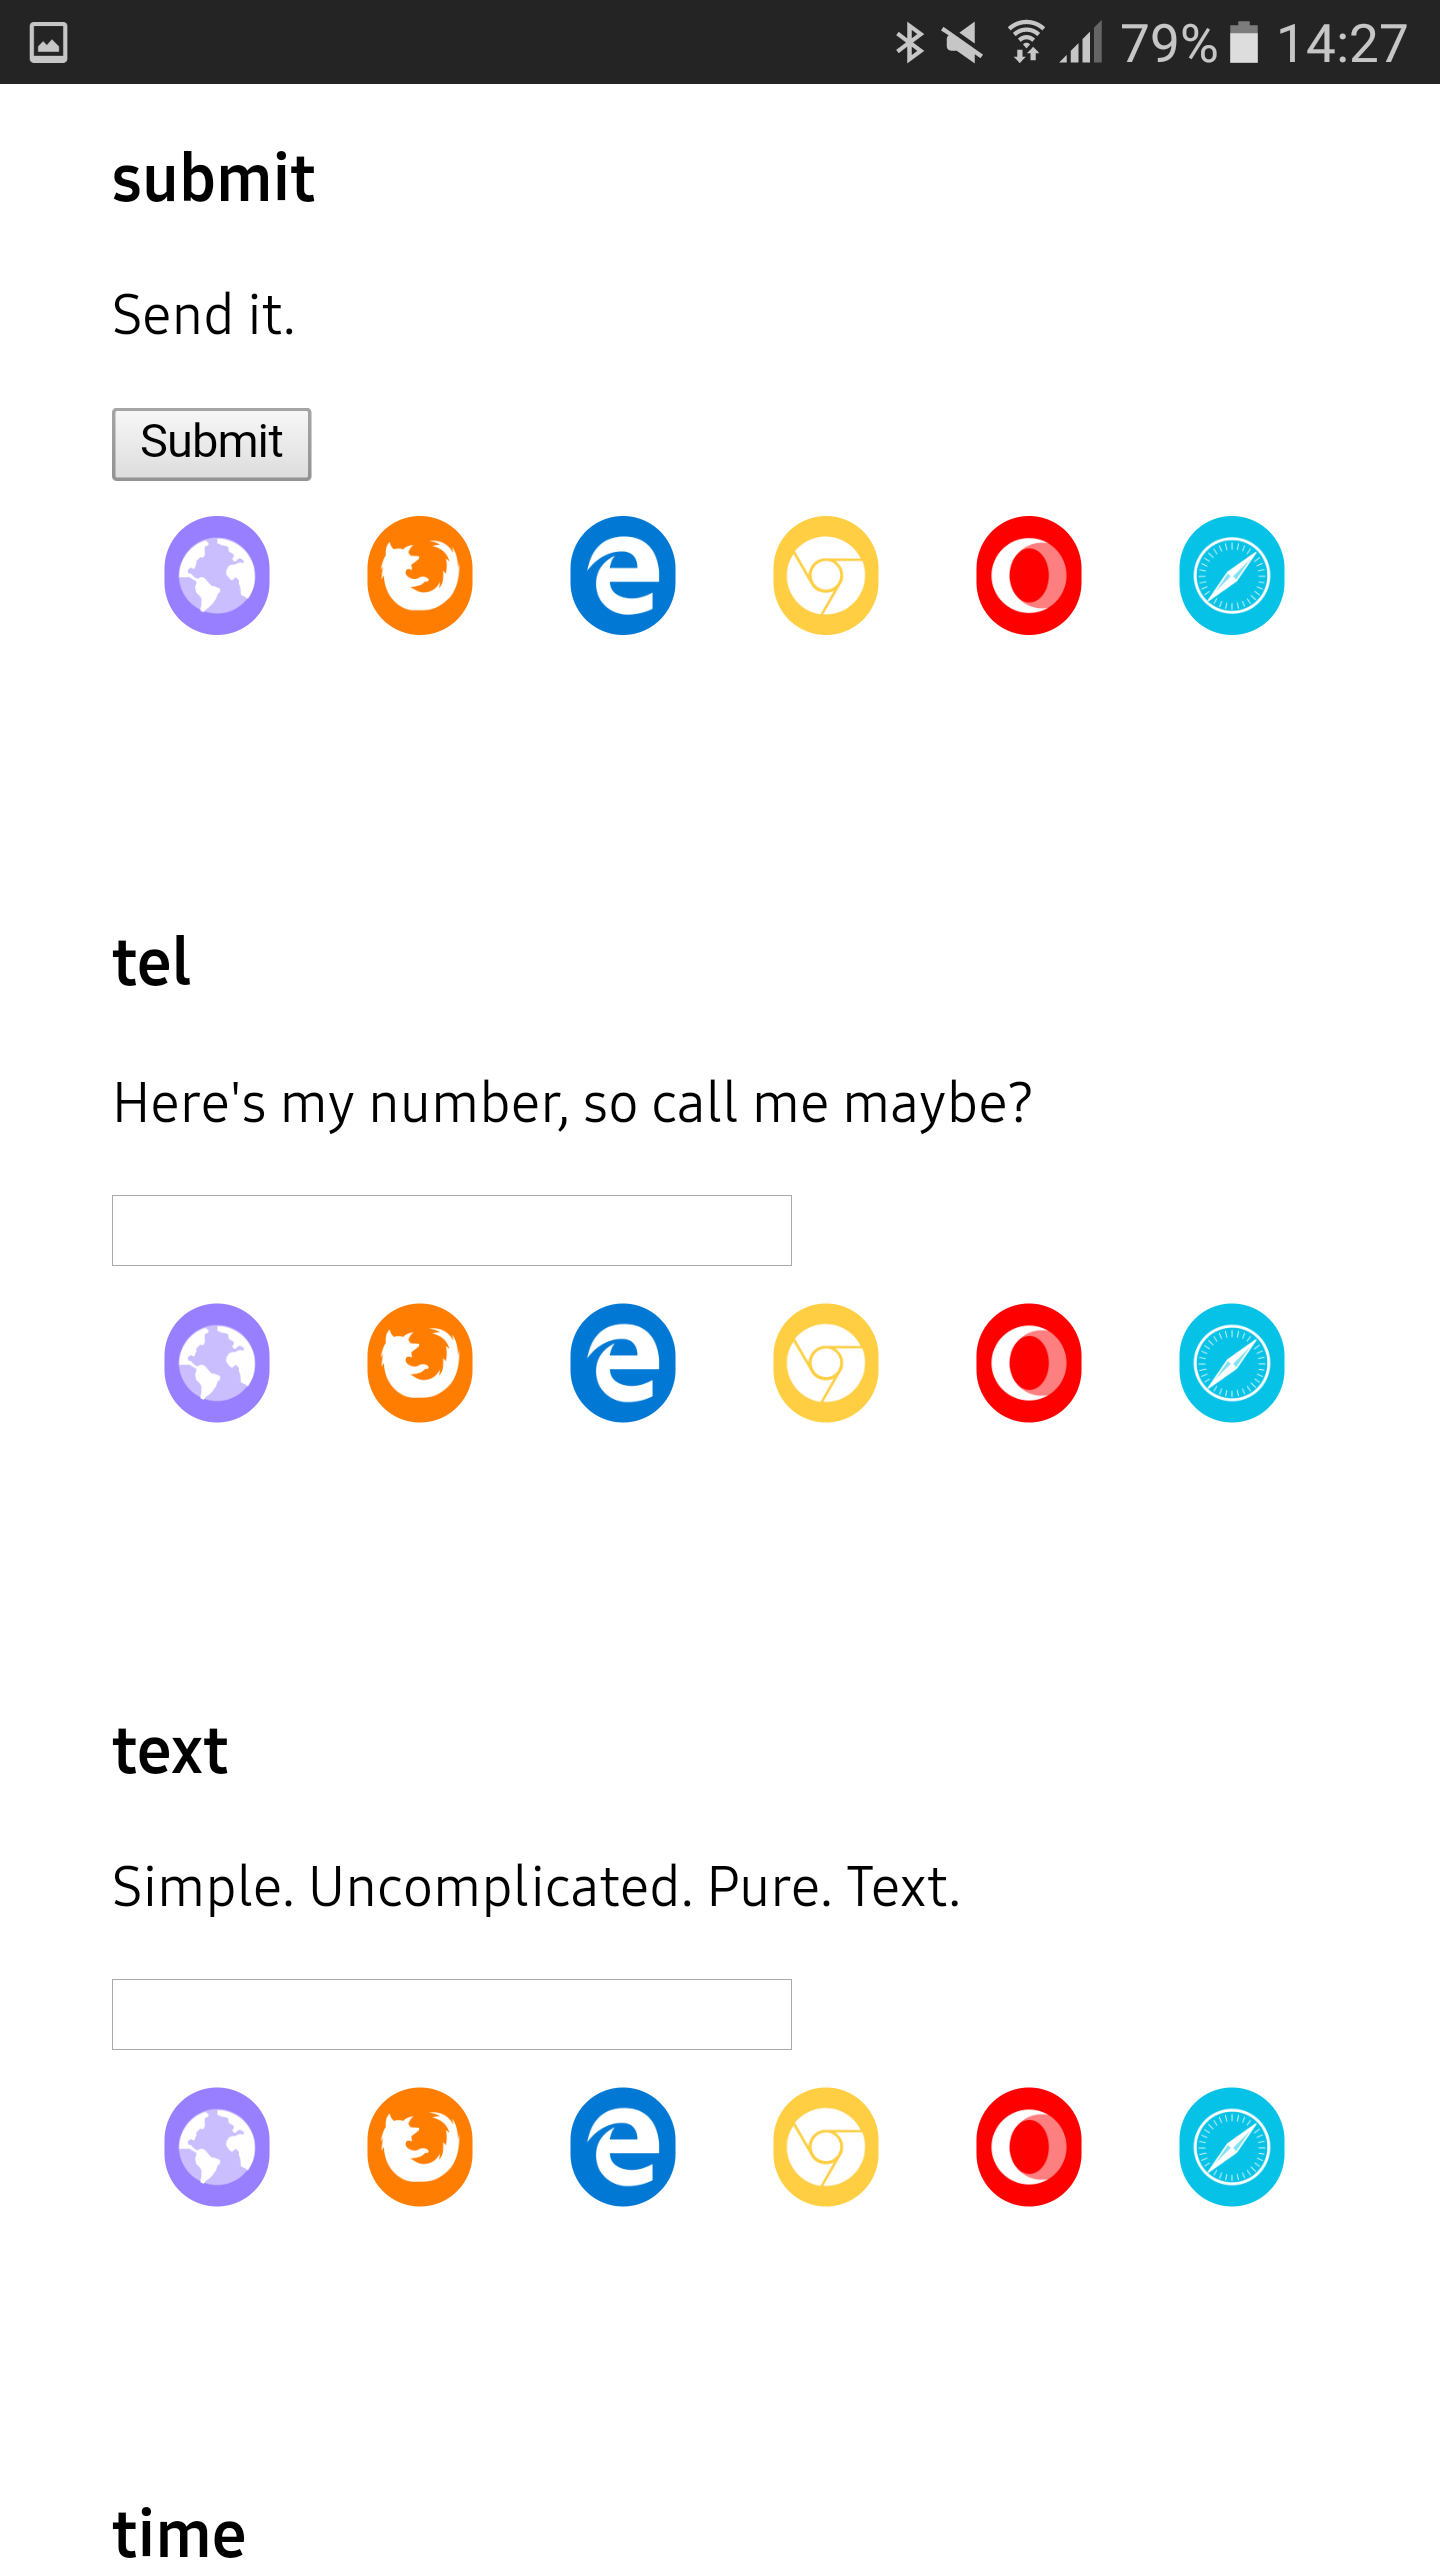 79% 14:27
submit
Send it.
Submit
tel
Here's my number, so call me maybe?
text
Simple. Uncomplicated. Pure. Text.
time